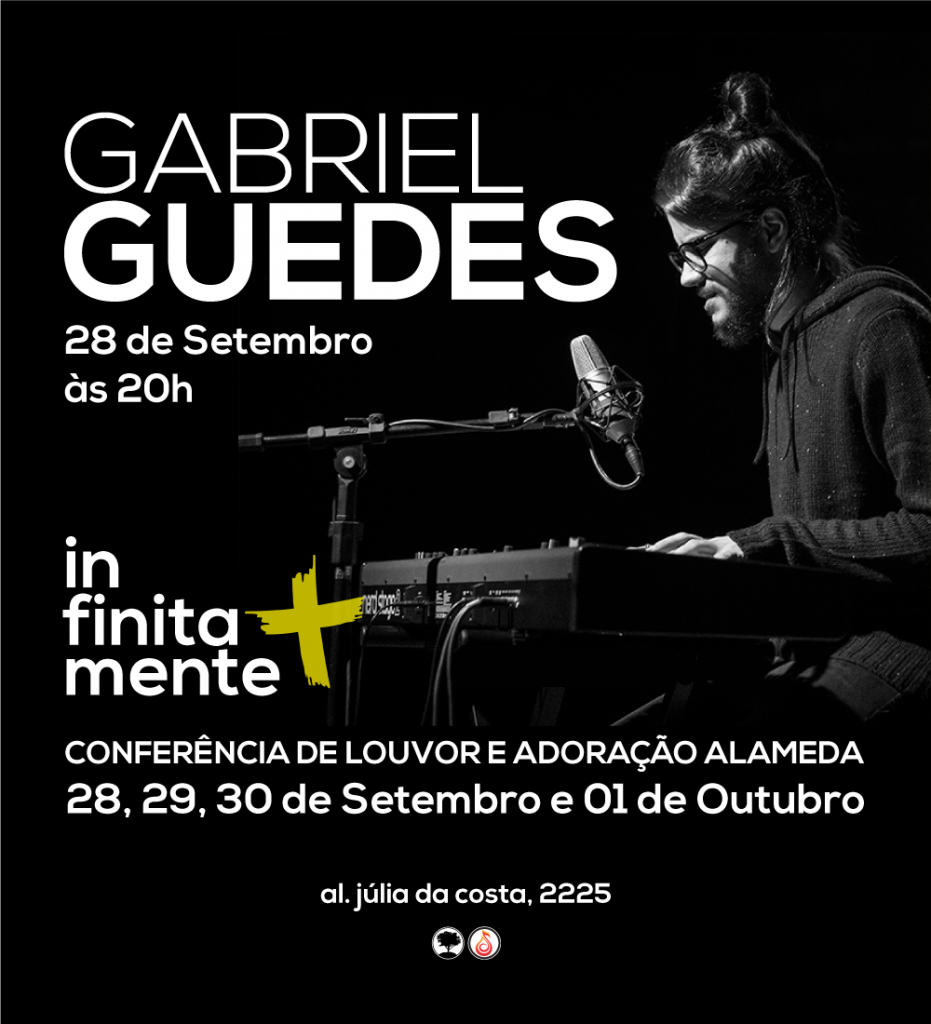 GABRIEL
GUEDES
28 de Setembro
às 20h
in
finita
mente
CONFERÊNCIA DE LOUVOR E ADORAÇÃO ALAMEDA
28, 29, 30 de Setembro e 01 de Outubro
al. júlia da costa, 2225